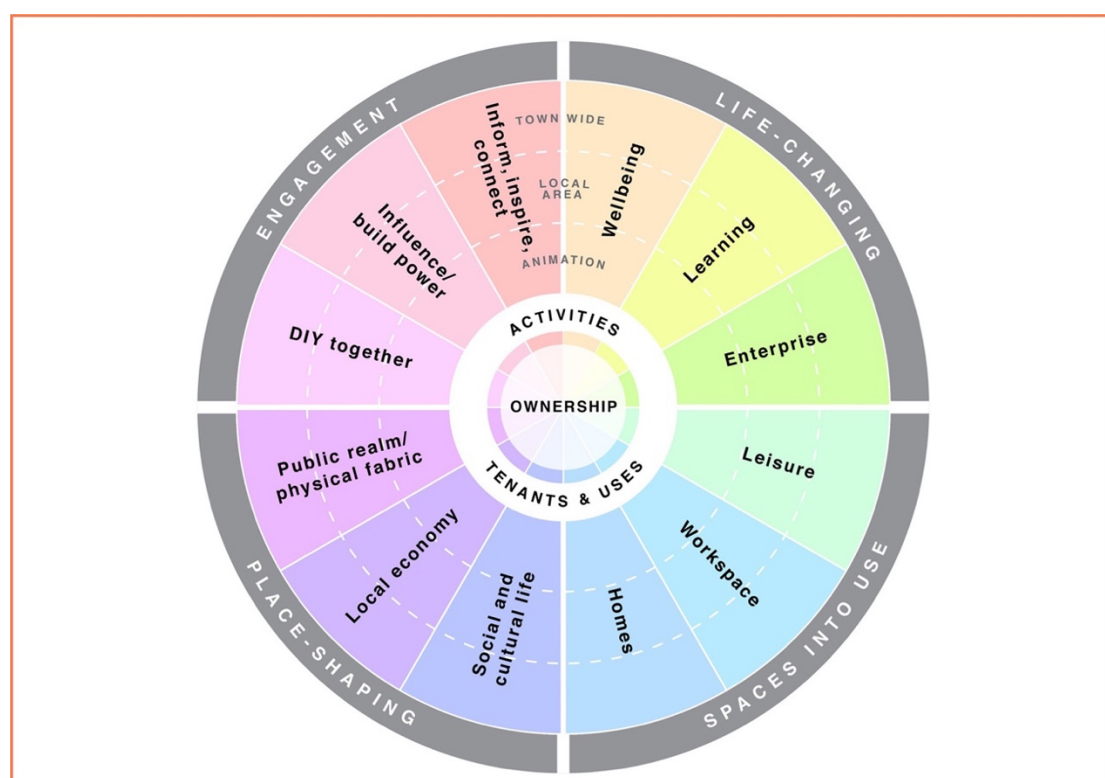 ENGAGEMENT
LIFE-CHANGING
TOWN WIDE
LOCAL
AREA
ANIMATION
Inform, inspire,
connect
Wellbeing
Influence/
build power
Learning
DIY together
Enterprise
ACTIVITIES
OWNERSHIP
TENANTS & USES
Public realm/
physical fabric
Leisure
Local economy
Workspace
Social and
cultural life
Homes
PLACE-SHAPING
SPACES INTO USE